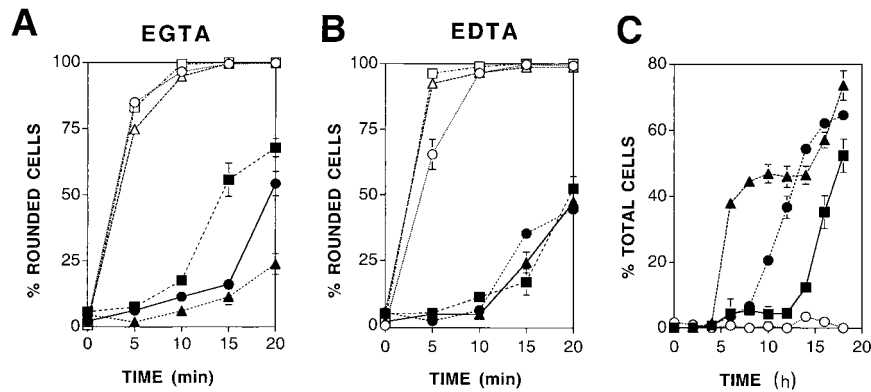 A
EGTA
B
EDTA
C
100
75
50
25
0
% ROUNDED CELLS
0 5 10 15 20
TIME (min)
100
75
50
25
0
% ROUNDED CELLS
0 5 10 15 20
TIME (min)
80
60
40
20
0
% TOTAL CELLS
0 5 10 15 20
TIME (h)